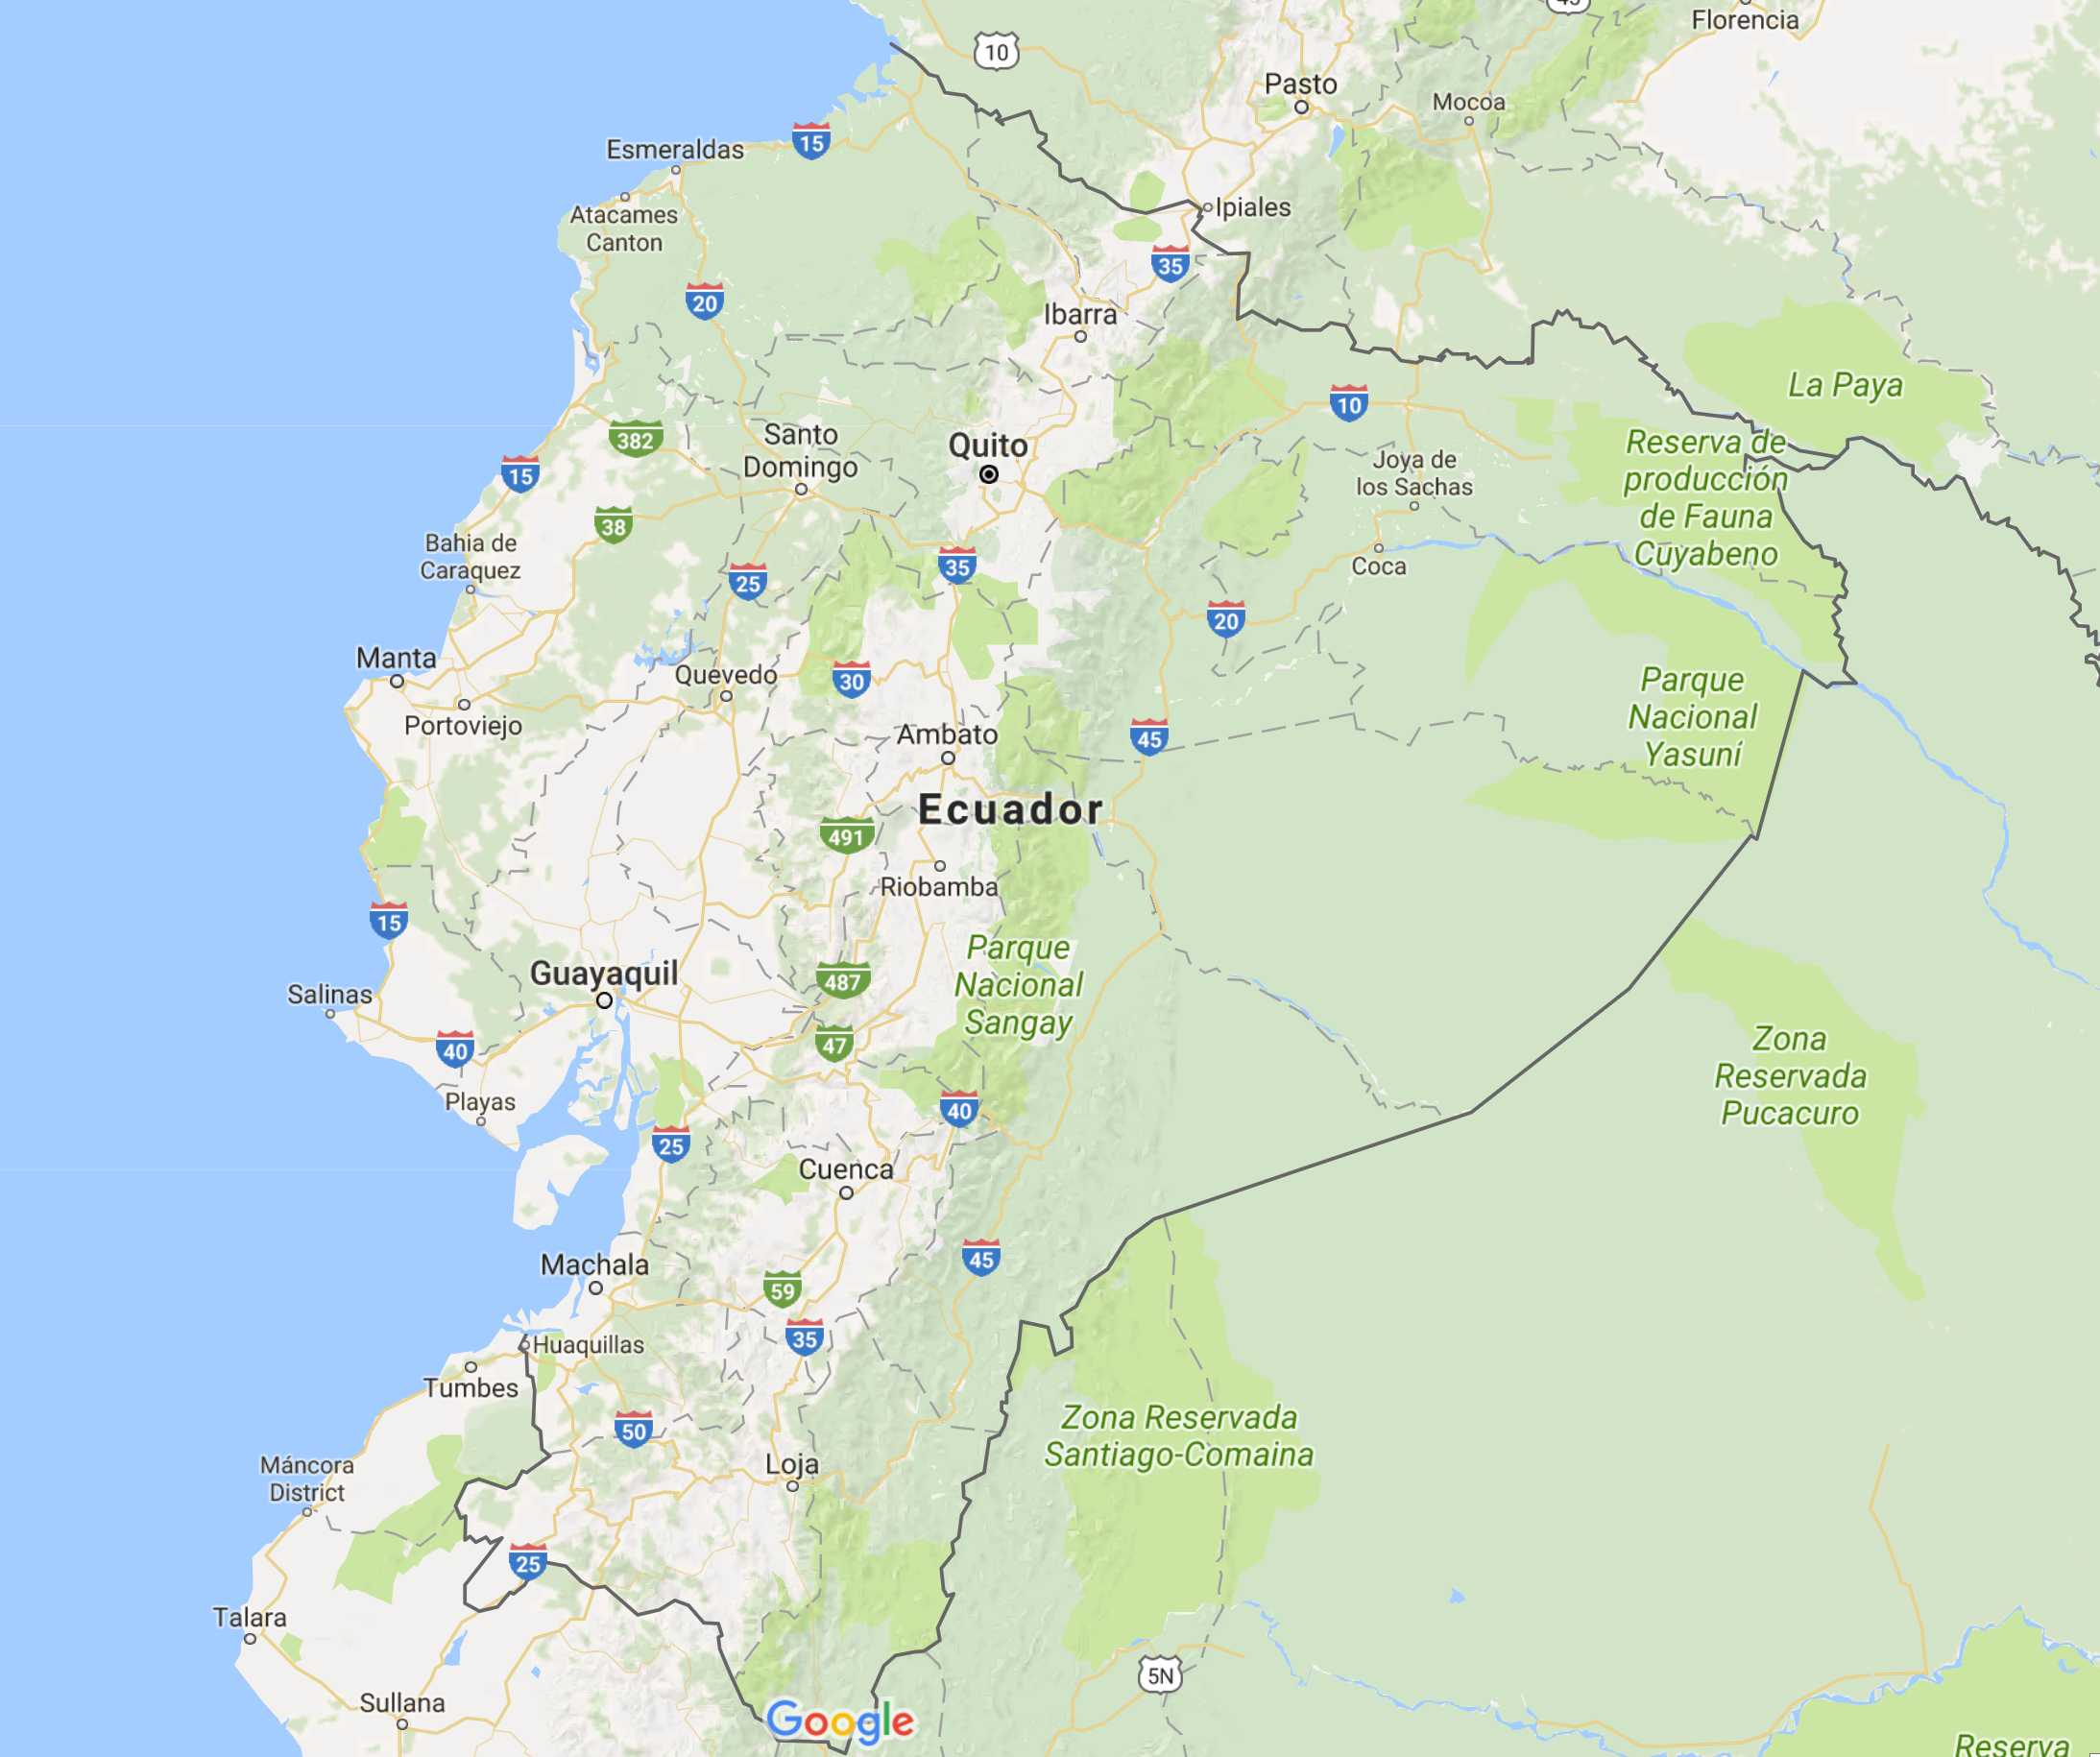 Florencia
10
45
Pasto
Mocoa
Esmeraldas
15
Atacames
Canton
Ipiales
35
20
Ibarra
La Paya
10
382
Santo
Domingo
Quito
Reserva de
producción
de Fauna
Cuyabeno
15
Joya de
los Sachas
38
Bahia de
Caraquez
25
35
Coca
20
Manta
Quevedo
30
Parque
Nacional
Yasuní
Portoviejo
Ambato
45
Ecuador
491
Riobamba
15
Parque
Nacional
Sangay
Guayaquil
487
Salinas
40
47
Zona
Reservada
Pucacuro
Playas
40
25
Cuenca
Machala
45
59
35
Huaquillas
Tumbes
50
Zona Reservada
Santiago-Comaina
Loja
Máncora
District
25
Talara
5N
Sullana
Google
Reserva